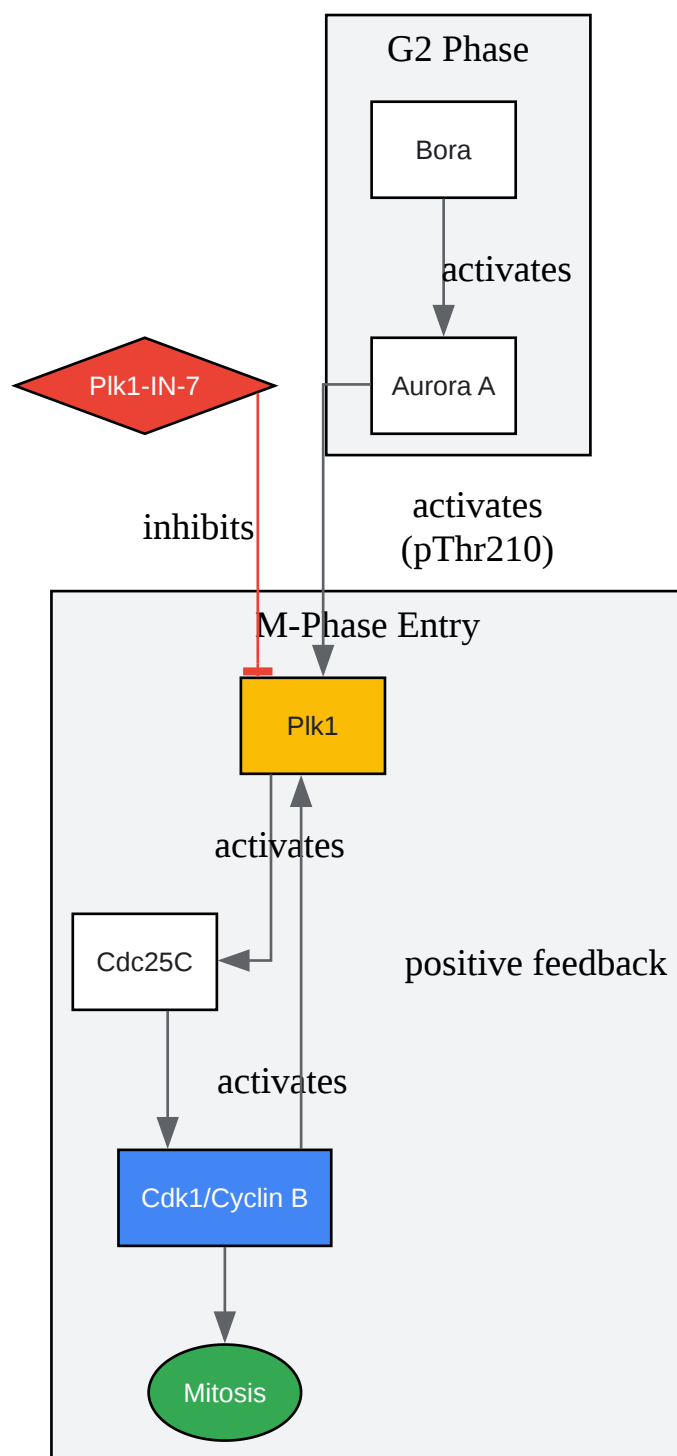 G2 Phase
Bora
activates
Plk1-IN-7
Aurora A
inhibits
activates
(pThr210)
M-Phase Entry
Plk1
activates
Cdc25C
positive feedback
activates
Cdk1/Cyclin B
Mitosis